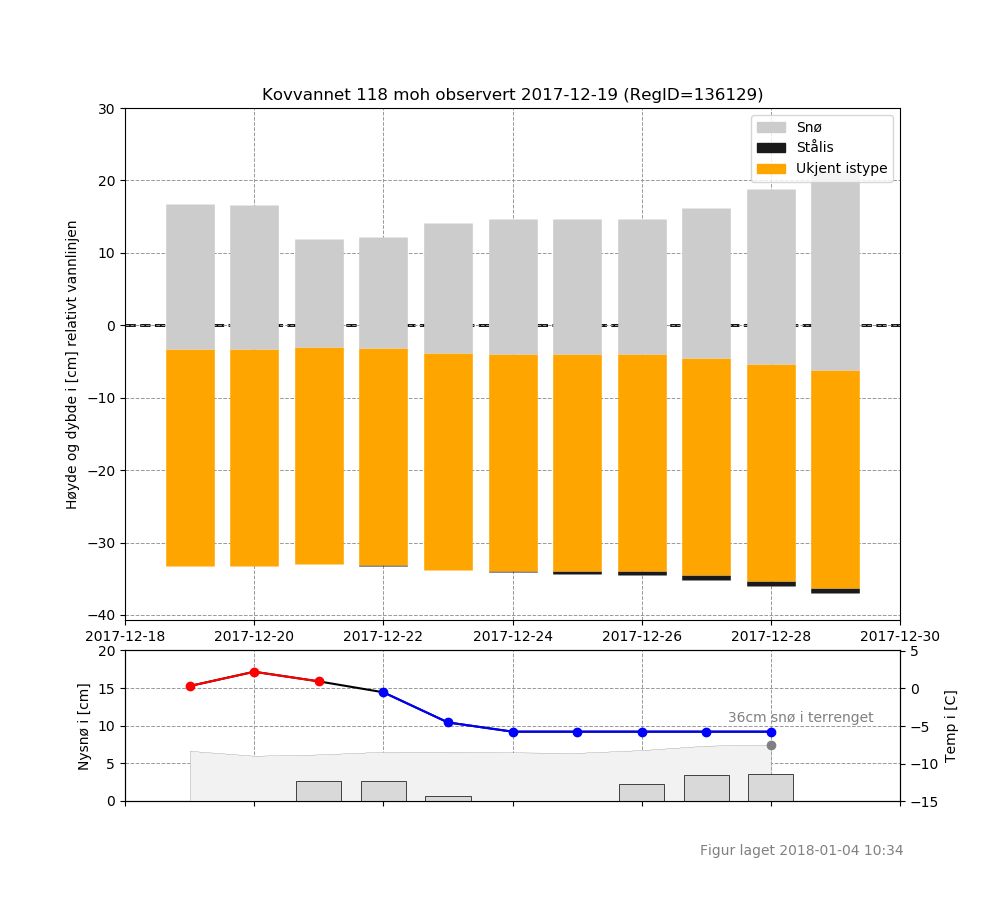 Kovvannet 118 moh observert 2017-12-19 (RegID=136129)
Høyde og dybde i [cm] relativt vannlinjen
30
20
10
0
−10
−20
−30
−40
Snø
Stålis
Ukjent istype
2017-12-18 2017-12-20 2017-12-22 2017-12-24 2017-12-26 2017-12-28 2017-12-30
Nysnø i [cm]
20
15
10
5
0
36cm snø i terrenget
5
0
−5
−10
−15
Temp i [C]
Figur laget 2018-01-04 10:34